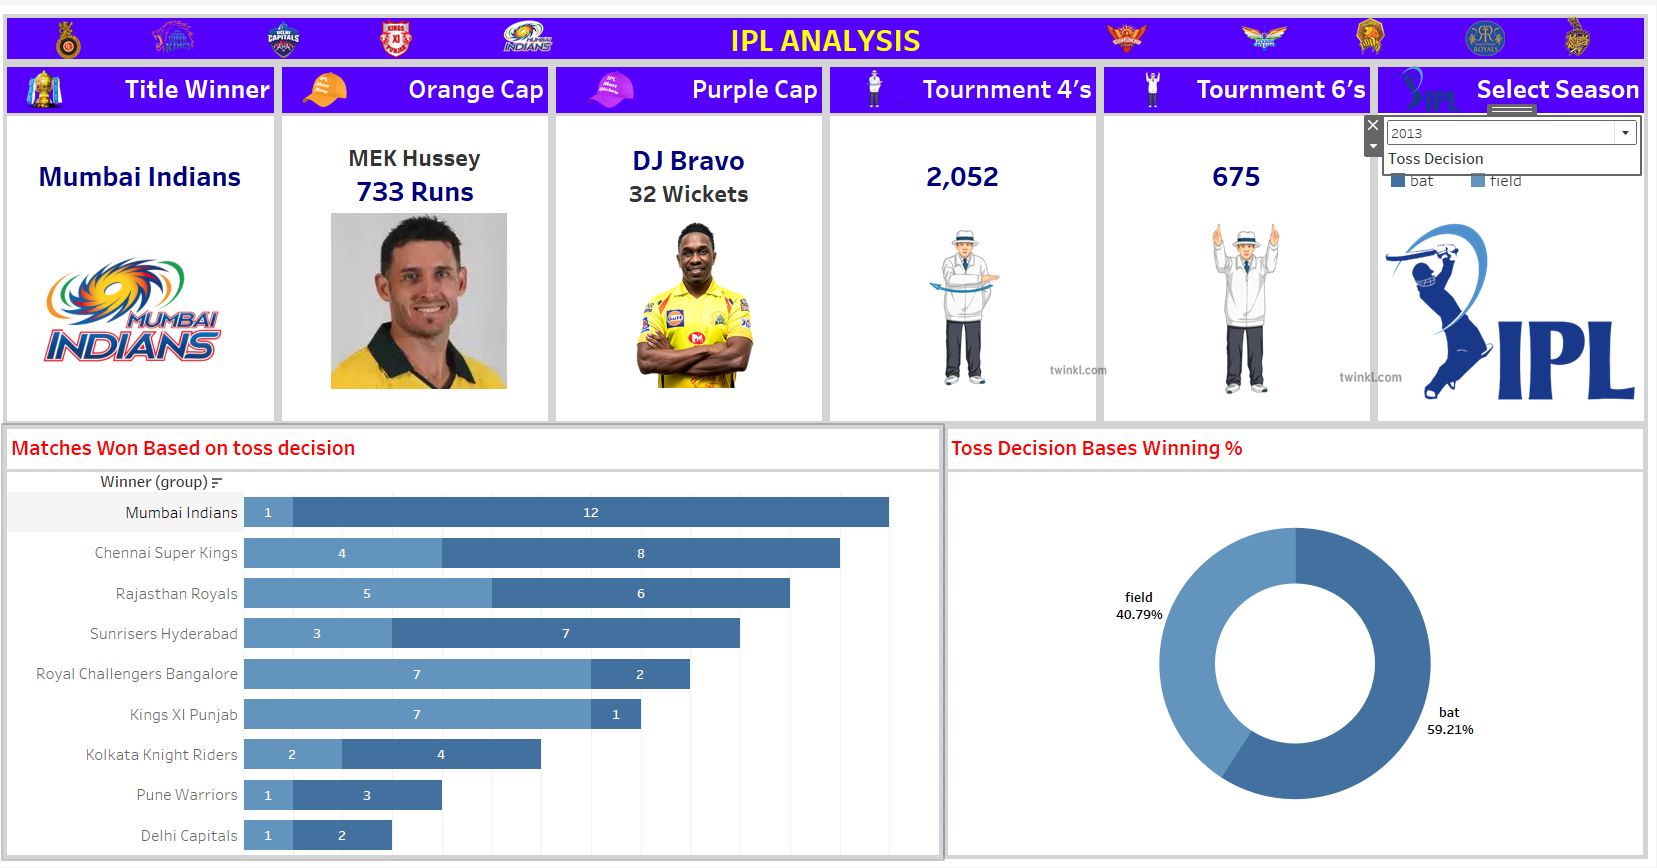 IPL ANALYSIS
Title Winner
Orange Cap
Purple Cap
Tournment 4's
Tournment 6's
Select Season
Mumbai Indians
MEK Hussey
733 Runs
DJ Bravo
32 Wickets
2,052
675
2013
Toss Decision
bat
field
MUMBAI
INDIANS
twinkl.com
twinkl.com
IPL
Matches Won Based on toss decision
Winner (group)
Mumbai Indians 1 12
Chennai Super Kings 4 8
Rajasthan Royals 5 6
Sunrisers Hyderabad 3 7
Royal Challengers Bangalore 7 2
Kings XI Punjab 7 1
Kolkata Knight Riders 2 4
Pune Warriors 1 3
Delhi Capitals 1 2
Toss Decision Bases Winning %
field
40.79%
bat
59.21%